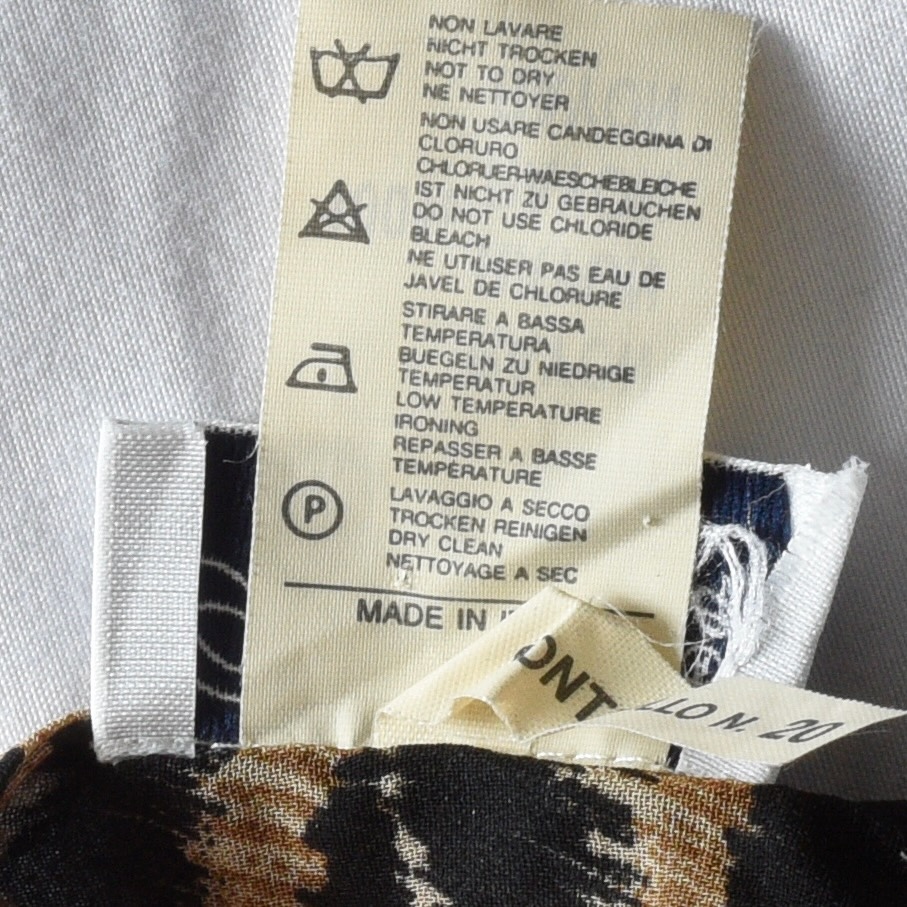 NON LAVARE
NICHT TROCKEN
NOT TO DRY
NE NETTOYER
NON USARE CANDEGGINA DI
CLORURO
CHLORUER-WAESCHEBLEICHE
IST NICHT ZU GEBRAUCHEN
DO NOT USE CHLORIDE
BLEACH
NE UTILISER PAS EAU DE
JAVEL DE CHLORURE
STIRARE A BASSA
TEMPERATURA
BUEGELN ZU NIEDRIGE
TEMPERATUR
LOW TEMPERATURE
IRONING
REPASSER A BASSE
TEMPÉRATURE
P
LAVAGGIO A SECCO
TROCKEN REINIGEN
DRY CLEAN
NETTOYAGE A SEC
MADE IN
ONT
LLO N. 20